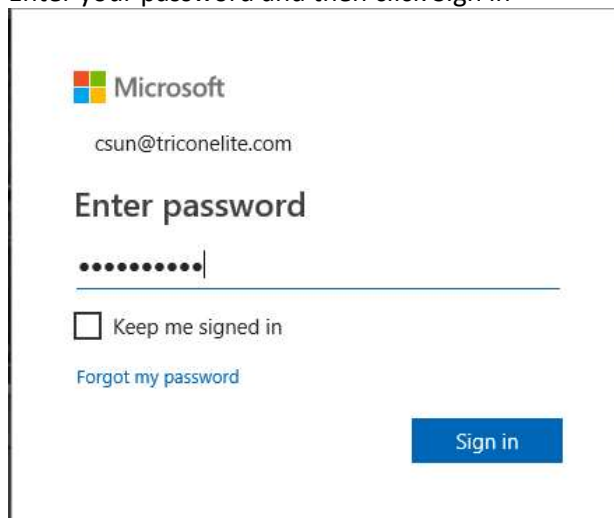 Enter your password and then click Sign in
Microsoft
csun@triconelite.com
Enter password
••••••••••
Keep me signed in
Forgot my password
Sign in